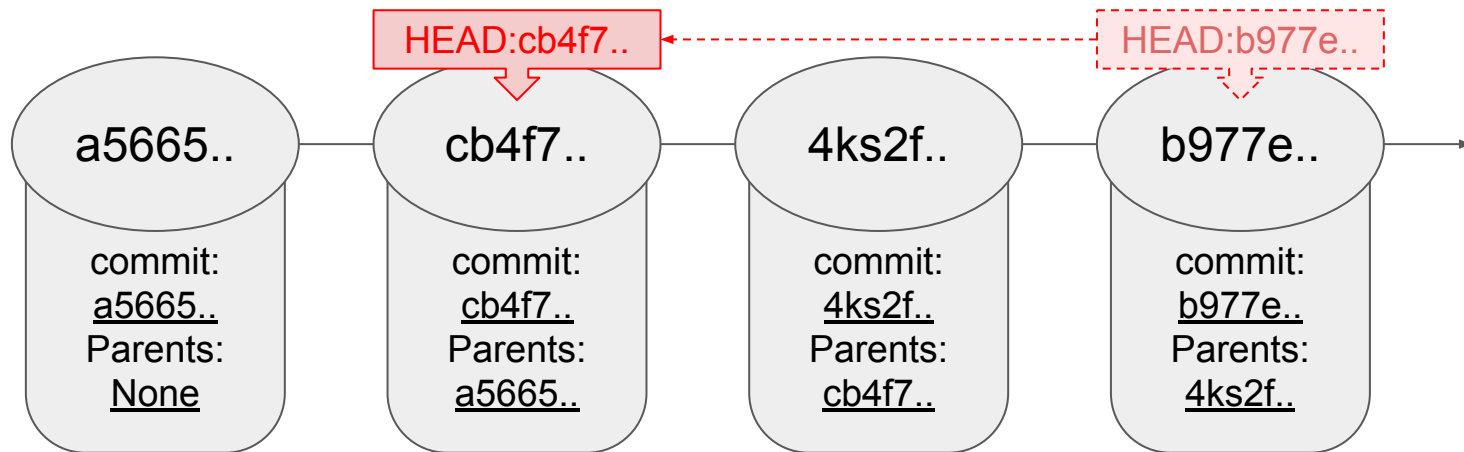 HEAD:cb4f7..
HEAD:b977e..
a5665..
cb4f7..
4ks2f..
b977e..
commit:
a5665..
Parents:
None
commit:
cb4f7..
Parents:
a5665..
commit:
4ks2f..
Parents:
cb4f7..
commit:
b977e..
Parents:
4ks2f..